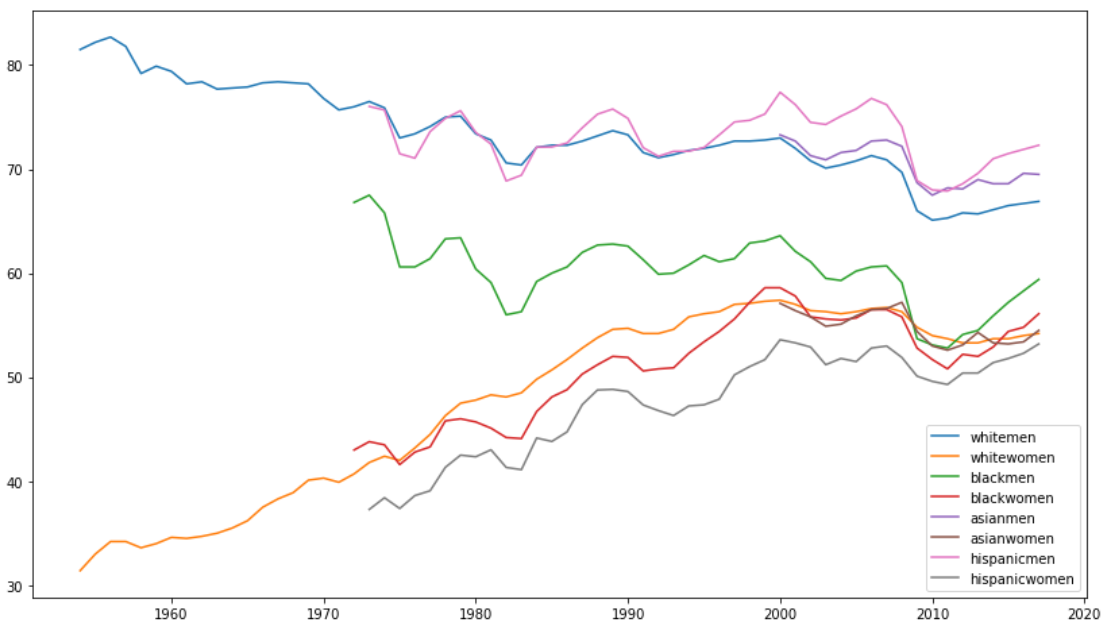 80
70
60
50
40
30
1960 1970 1980 1990 2000 2010 2020
whitemen
whitewomen
blackmen
blackwomen
asianmen
asianwomen
hispanicmen
hispanicwomen